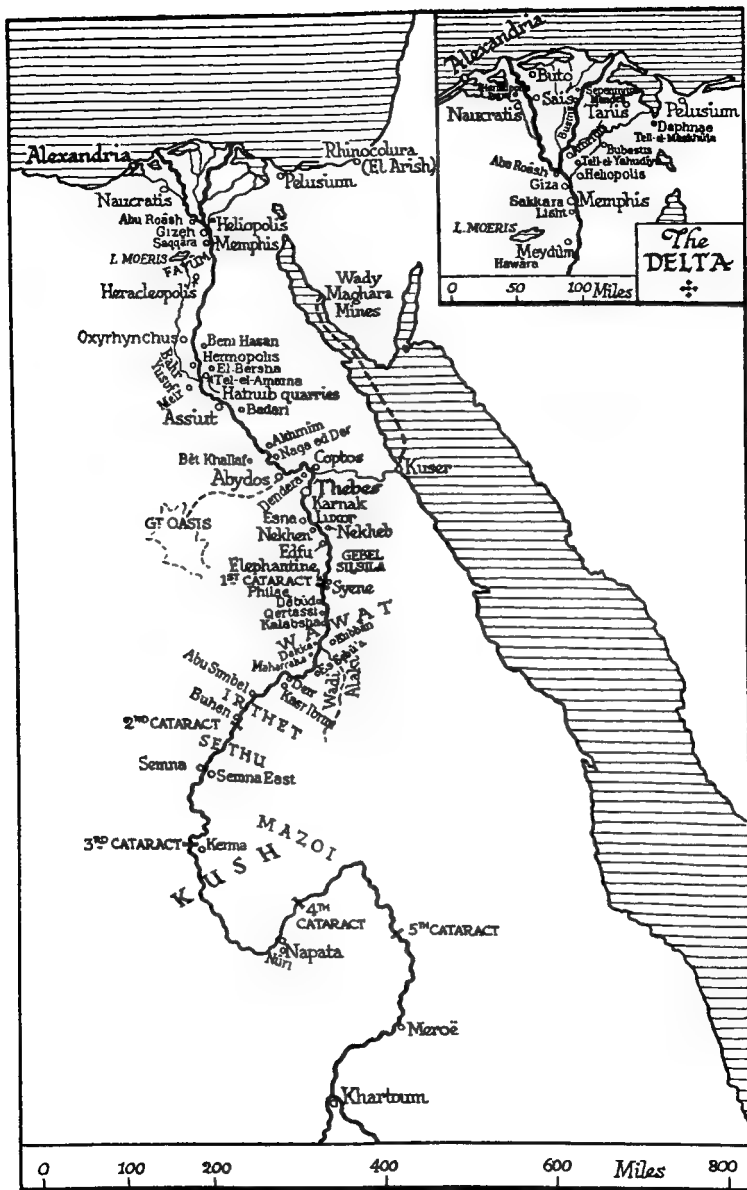 Alexandria
Rhinocolura
(El Arish)
Pelusium
Naucratis
Abu Roâsh
Heliopolis
Gizeh
Memphis
Saqqâra
L MOERIS
FAYUM
Heracleopolis
Wady
Maghara
Mines
Oxyrhynchus
Beni Hasan
Hermopolis
El-Bersha
Tel-el-Amarna
Bahr
Yusuf
Meir
Hatnub quarries
Assiut
Badari
Akhmim
Naga ed Der
Bêt Khallaf
Coptos
Kuser
Abydos
Dendera
Thebes
Karnak
Luxor
GT OASIS
Esna
Nekheb
Nekhen
Edfu
GEBEL
SILSILA
Elephantine
1ST CATARACT
Syene
Philae
Dabûd
Qertassi
Kalabsha
WAWAT
Dakka
Kubbân
Maharraka
Wadi
Alaki
Abu Simbel
Derr
Kasr Ibrim
IRTHET
Buhen
2ND CATARACT
SETHU
Semna
Semna East
MAZOI
3RD CATARACT
Kerma
KUSH
4TH
CATARACT
5TH CATARACT
Napata
Nûri
Meroë
Khartoum
0 100 200 400 600 Miles 800
Alexandria
Buto
Sais
Tanis
Pelusium
Naucratis
Daphnae
Tell-el-Maskhuta
Bubastis
Tell-el-Yahudiya
Abu Roâsh
Heliopolis
Giza
Sakkara
Memphis
Lisht
L. MOERIS
Meydûm
Hawâra
The
DELTA
0 50 100 Miles